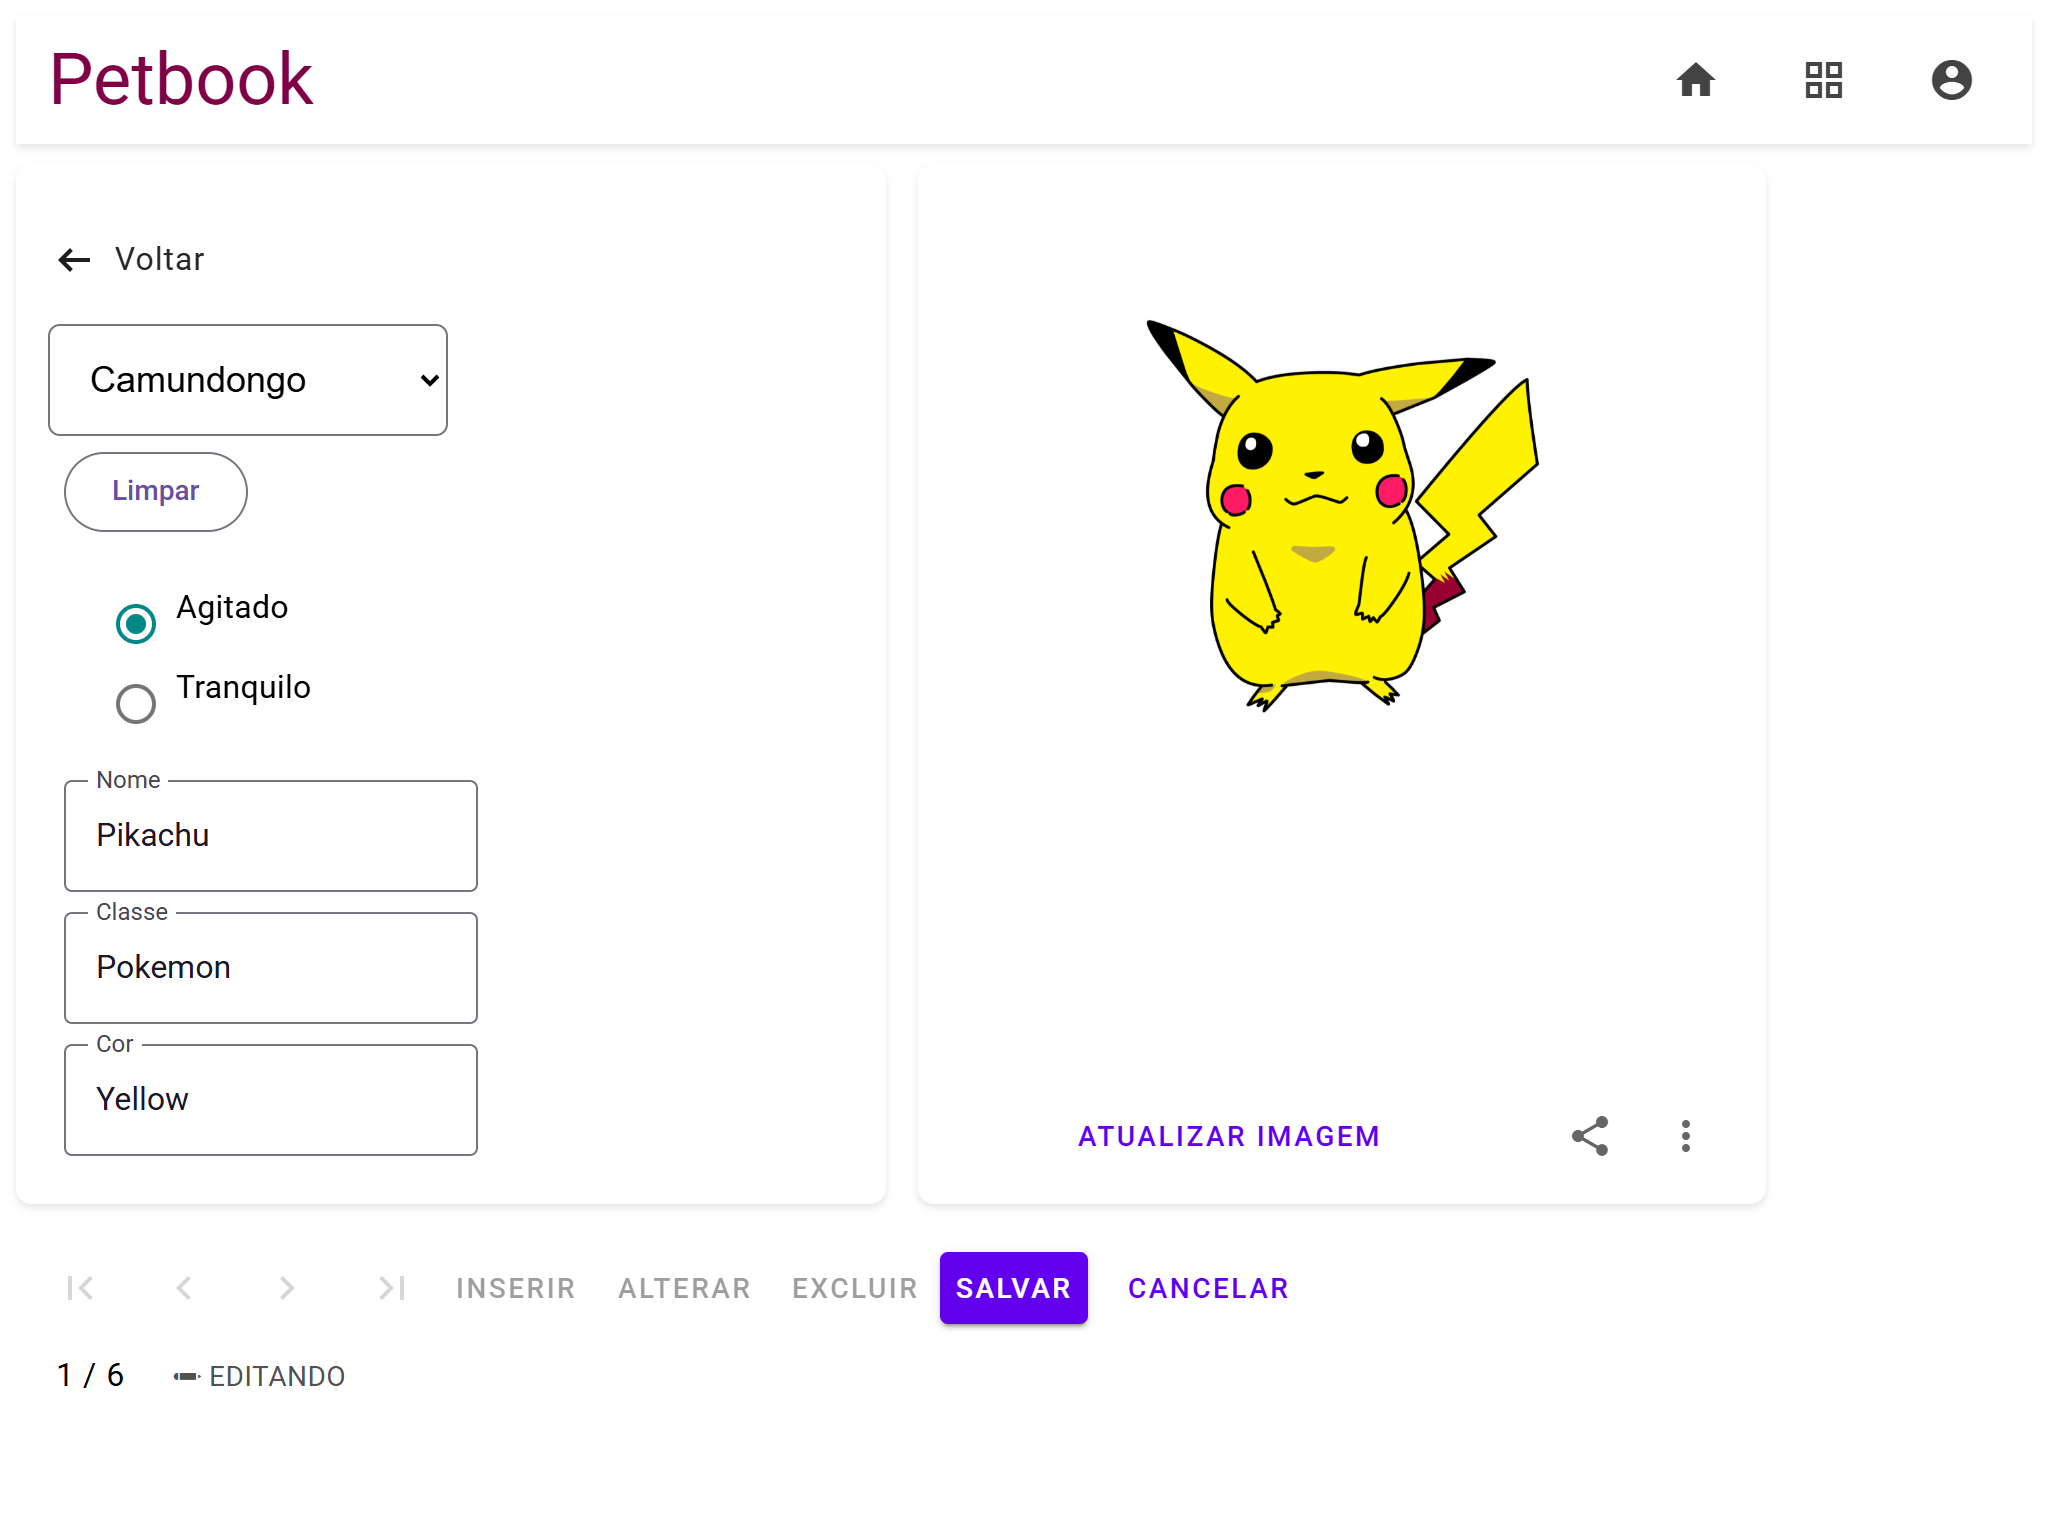 Petbook
Voltar
Camundongo
Limpar
Agitado
Tranquilo
Nome
Pikachu
Classe
Pokemon
Cor
Yellow
ATUALIZAR IMAGEM
INSERIR ALTERAR EXCLUIR SALVAR CANCELAR
1 / 6 EDITANDO